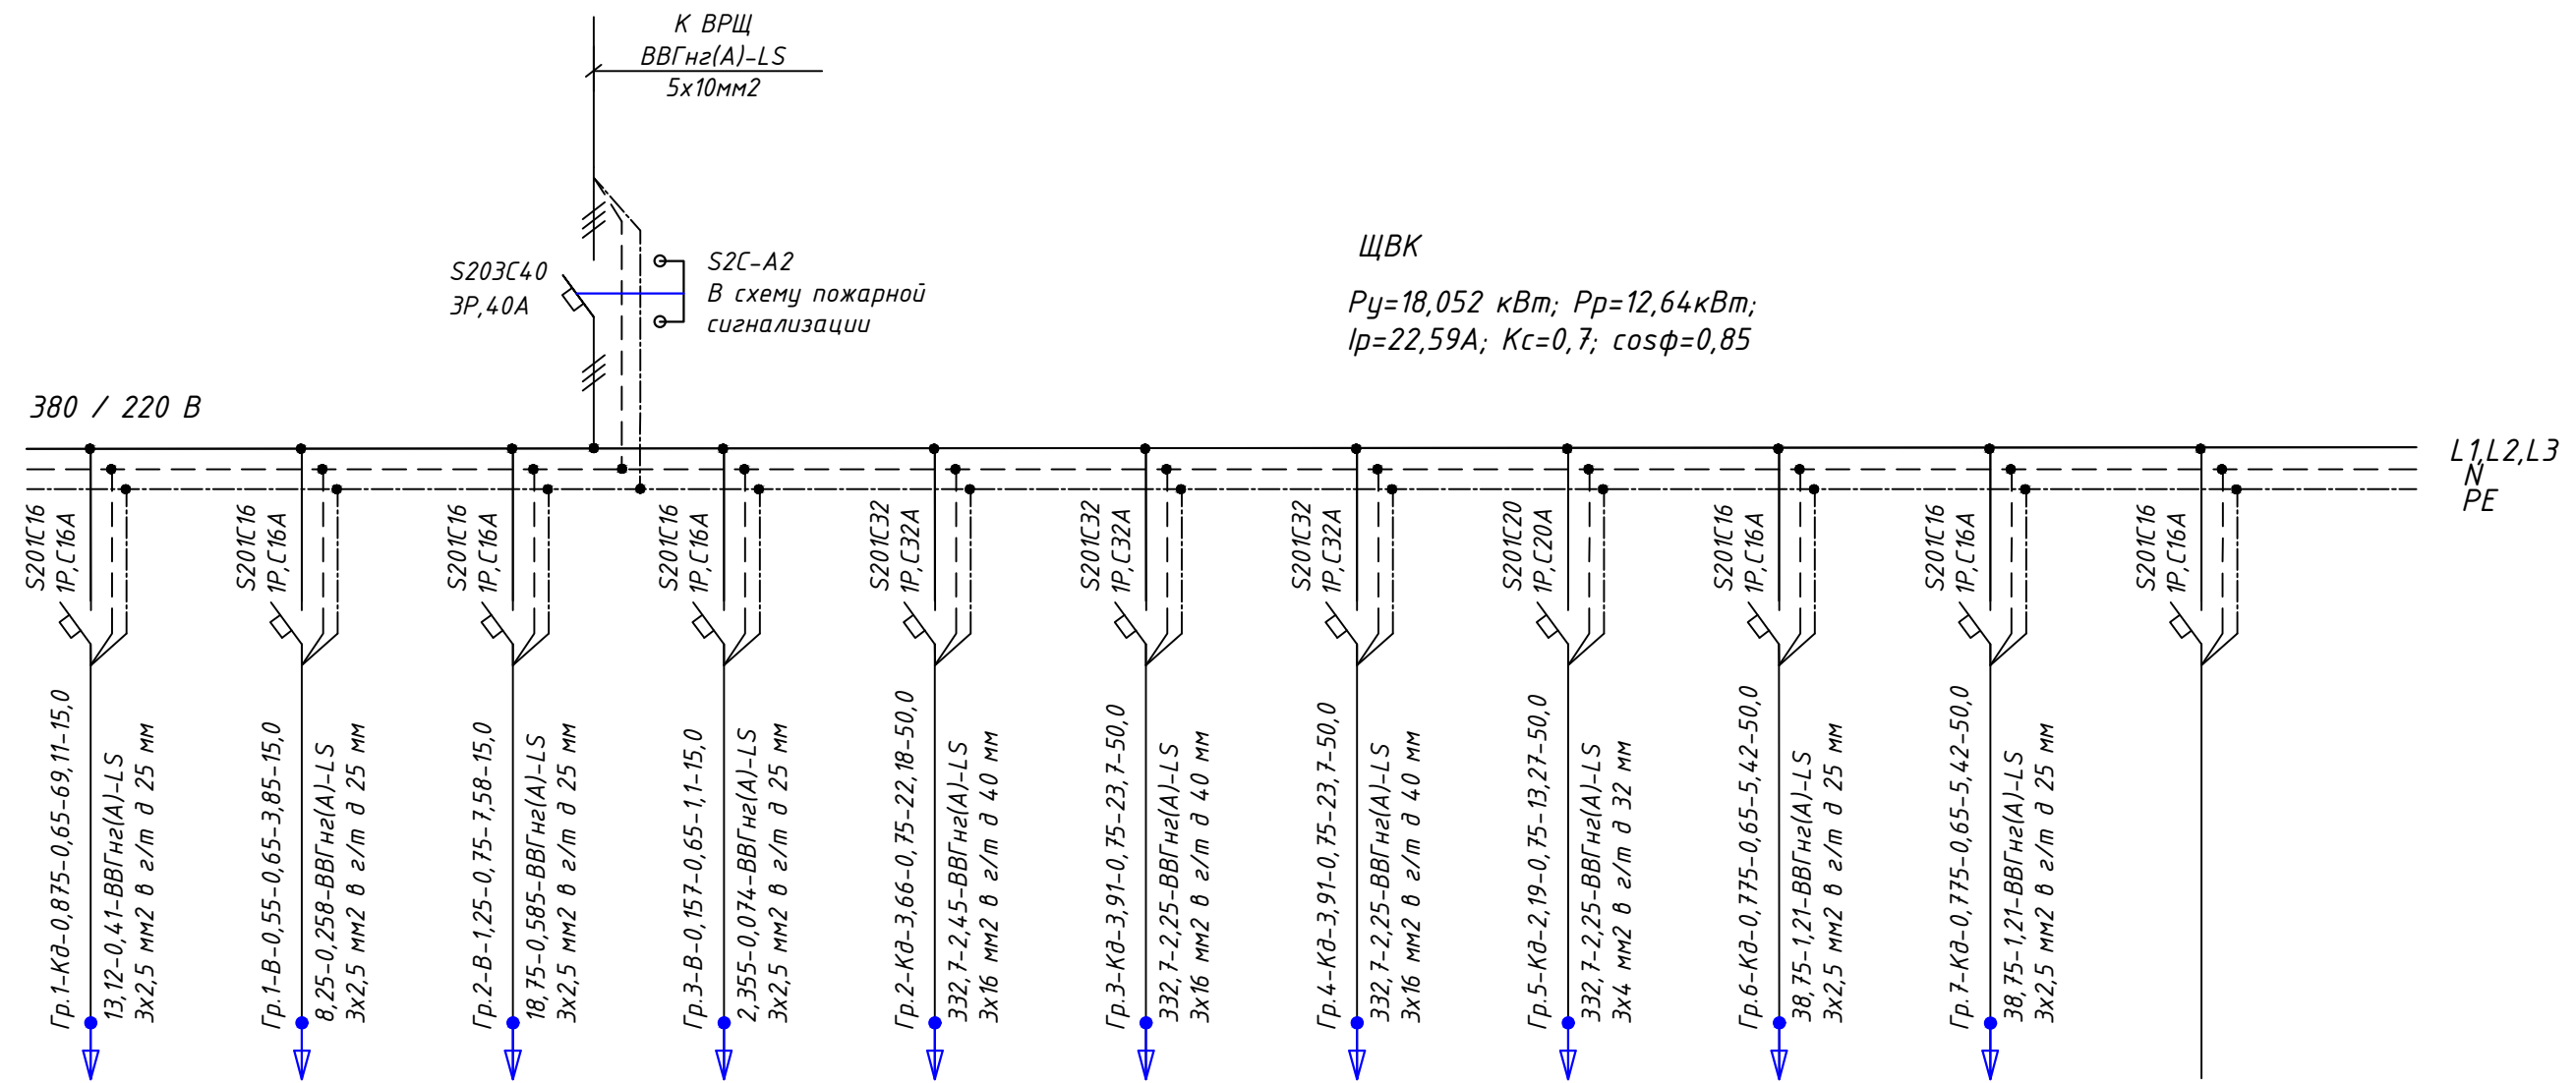 К ВРЩ
ВВГнг(А)-LS
5х10мм2
S203C40
3P,40А
S2C-A2
В схему пожарной
сигнализации
ЩВК
Ру=18,052 кВт; Рр=12,64кВт;
Iр=22,59А; Кс=0,7; cosφ=0,85
380 / 220 В
L1,L2,L3
N
PE
S201C16
1P,C16A
S201C16
1P,C16A
S201C16
1P,C16A
S201C16
1P,C16A
S201C32
1P,C32A
S201C32
1P,C32A
S201C32
1P,C32A
S201C20
1P,C20A
S201C16
1P,C16A
S201C16
1P,C16A
S201C16
1P,C16A
Гр.1-Кд-0,875-0,65-69,11-15,0
13,12-0,41-ВВГнг(А)-LS
3х2,5 мм2 в г/т d 25 мм
Гр.1-В-0,55-0,65-3,85-15,0
8,25-0,258-ВВГнг(А)-LS
3х2,5 мм2 в г/т d 25 мм
Гр.2-В-1,25-0,75-7,58-15,0
18,75-0,585-ВВГнг(А)-LS
3х2,5 мм2 в г/т d 25 мм
Гр.3-В-0,157-0,65-1,1-15,0
2,355-0,074-ВВГнг(А)-LS
3х2,5 мм2 в г/т d 25 мм
Гр.2-Кд-3,66-0,75-22,18-50,0
332,7-2,45-ВВГнг(А)-LS
3х16 мм2 в г/т d 40 мм
Гр.3-Кд-3,91-0,75-23,7-50,0
332,7-2,25-ВВГнг(А)-LS
3х16 мм2 в г/т d 40 мм
Гр.4-Кд-3,91-0,75-23,7-50,0
332,7-2,25-ВВГнг(А)-LS
3х16 мм2 в г/т d 40 мм
Гр.5-Кд-2,19-0,75-13,27-50,0
332,7-2,25-ВВГнг(А)-LS
3х4 мм2 в г/т d 32 мм
Гр.6-Кд-0,775-0,65-5,42-50,0
38,75-1,21-ВВГнг(А)-LS
3х2,5 мм2 в г/т d 25 мм
Гр.7-Кд-0,775-0,65-5,42-50,0
38,75-1,21-ВВГнг(А)-LS
3х2,5 мм2 в г/т d 25 мм